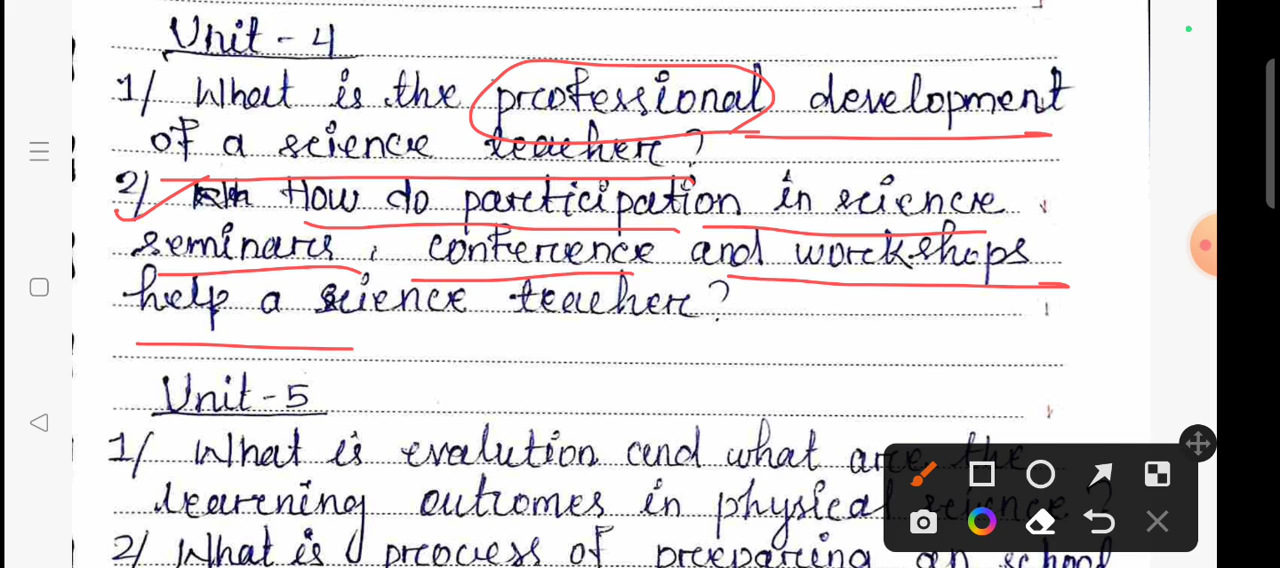 Unit - 4
1/ What is the professional development
of a science teacher?
2/ How do participation in science
seminars, conference and workshops
help a science teacher?
Unit - 5
1/ What is evalution and what are the
learning outcomes in physical science?
2/ What is process of preparing an school